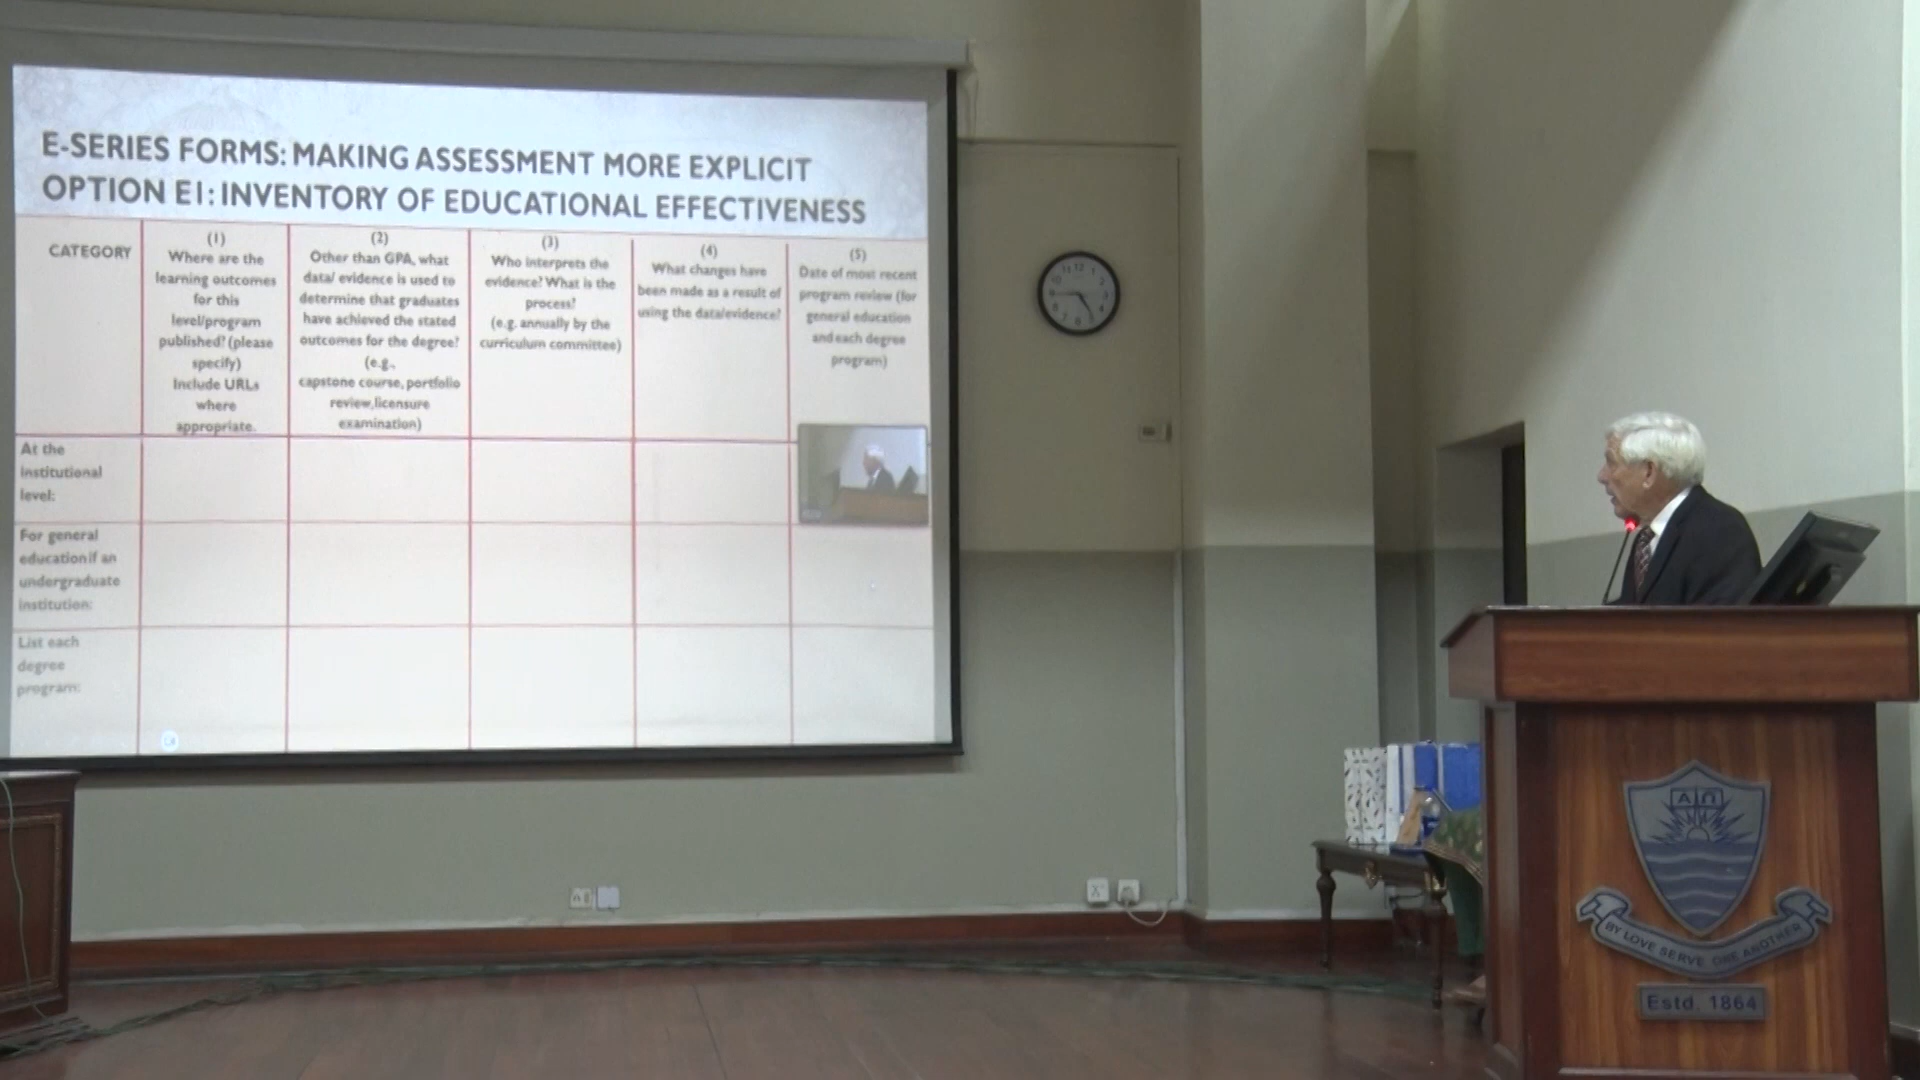 E-SERIES FORMS: MAKING ASSESSMENT MORE EXPLICIT
OPTION E1: INVENTORY OF EDUCATIONAL EFFECTIVENESS
CATEGORY
(1)
Where are the
learning outcomes
for this
level/program
published? (please
specify)
Include URLs
where
appropriate.
(2)
Other than GPA, what
data/ evidence is used to
determine that graduates
have achieved the stated
outcomes for the degree?
(e.g.,
capstone course, portfolio
review, licensure
examination)
(3)
Who interprets the
evidence? What is the
process?
(e.g. annually by the
curriculum committee)
(4)
What changes have
been made as a result of
using the data/evidence?
(5)
Date of most recent
program review (for
general education
and each degree
program)
At the
institutional
level:
For general
education if an
undergraduate
institution:
List each
degree
program:
ΑΩ
BY LOVE SERVE ONE ANOTHER
Estd. 1864